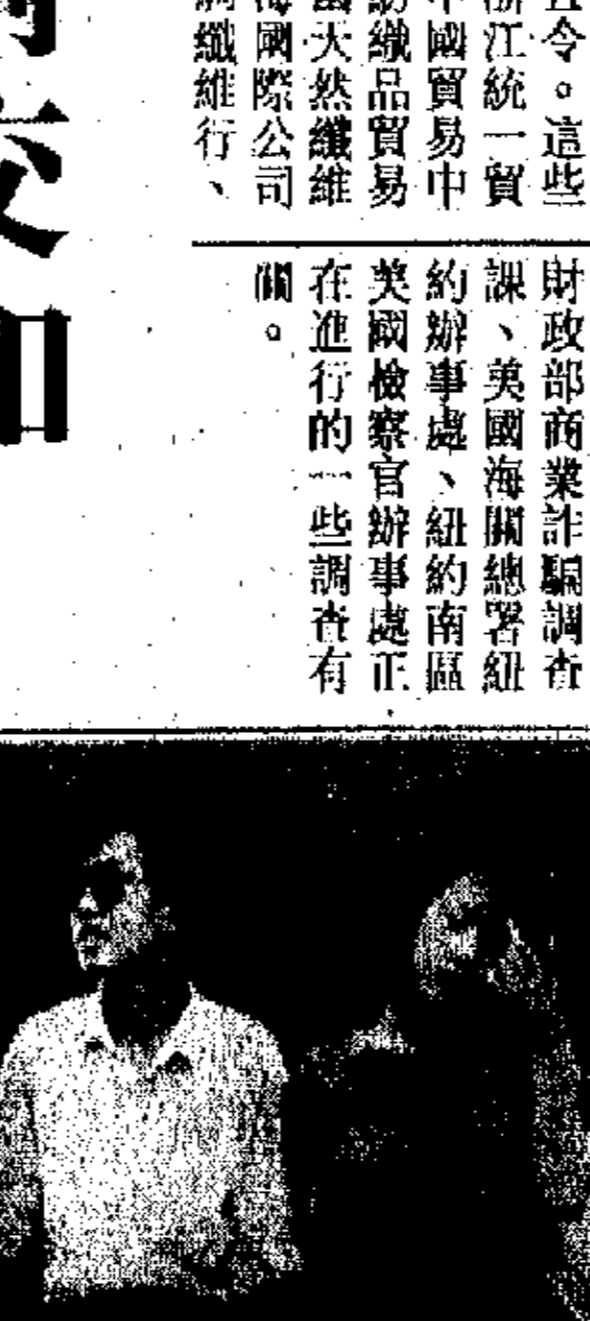 令。這些
浙江統一貿
中國貿易中
紡織品貿易
天然纖維
海國際公司
纖維行、
財政部商業詐騙調查
課、美國海關總署紐
約辦事處、紐約南區
美國檢察官辦事處正
在進行的一些調查有
關。